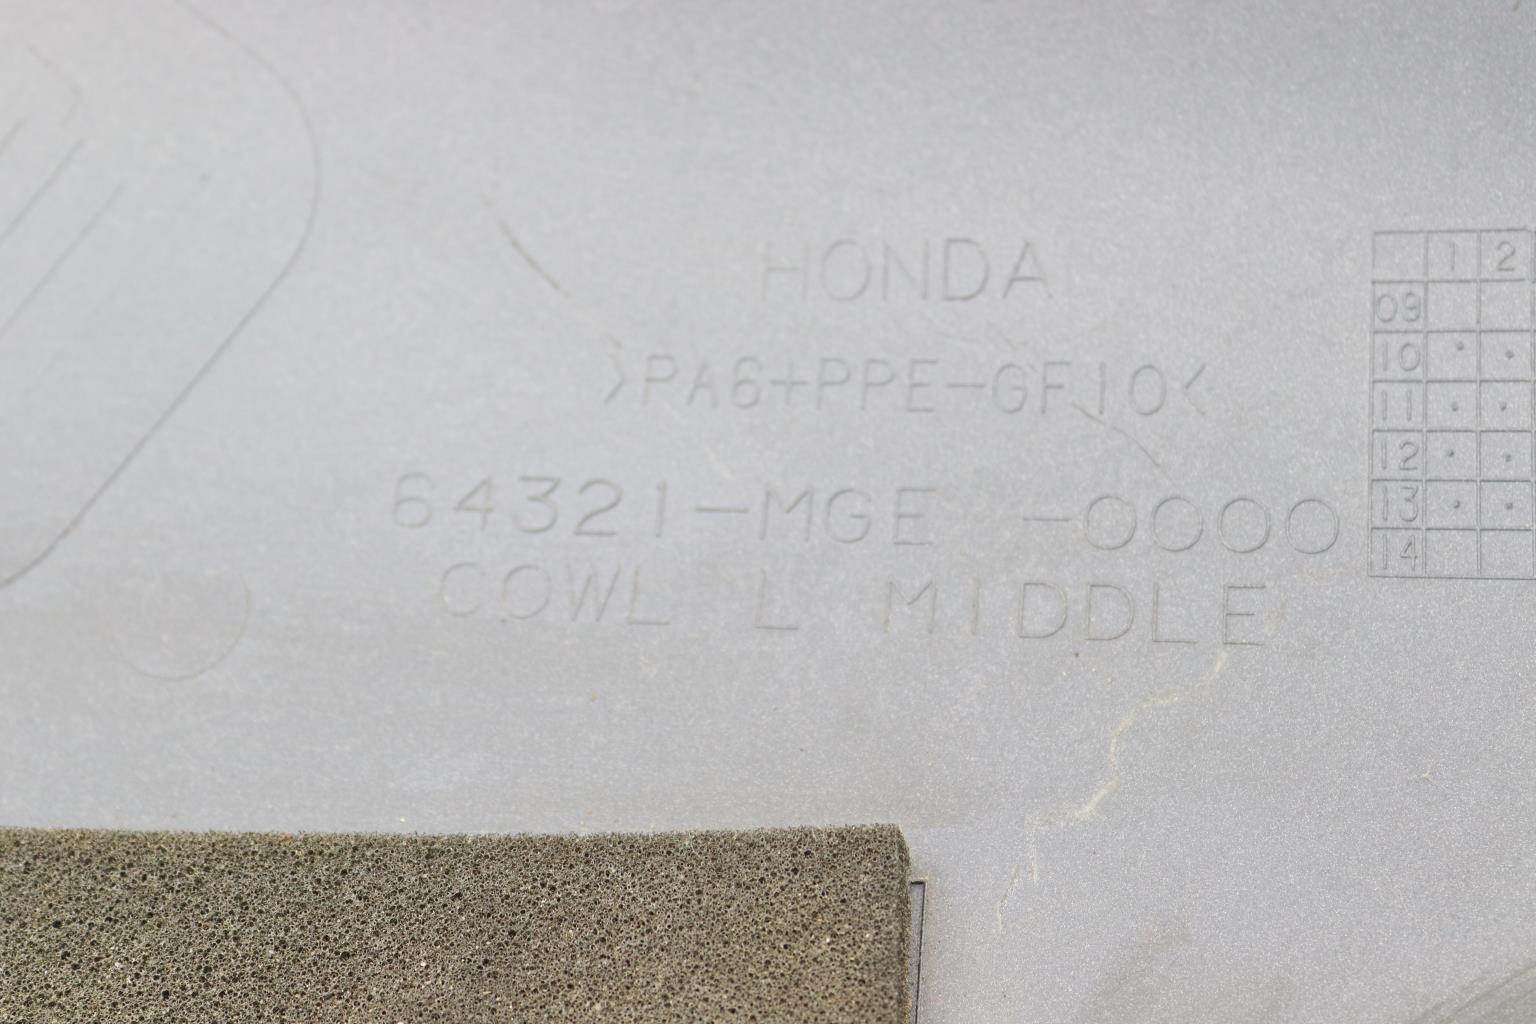 HONDA
>PA6+PPE-GF10<
64321-MGE -0000
COWL L MIDDLE
1 2
09
10
11
12
13
14